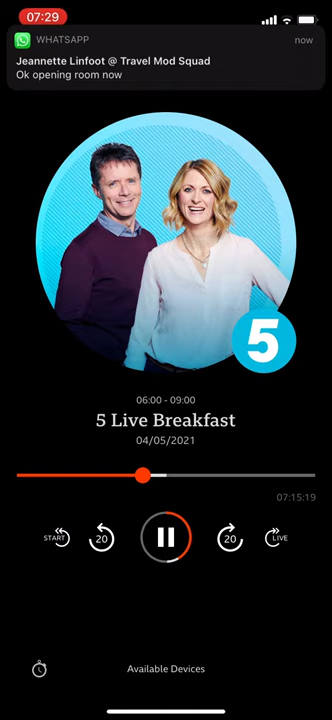 07:29
WHATSAPP
now
Jeannette Linfoot @ Travel Mod Squad
Ok opening room now
5
06:00 - 09:00
5 Live Breakfast
04/05/2021
07:15:19
START
20
20
LIVE
Available Devices